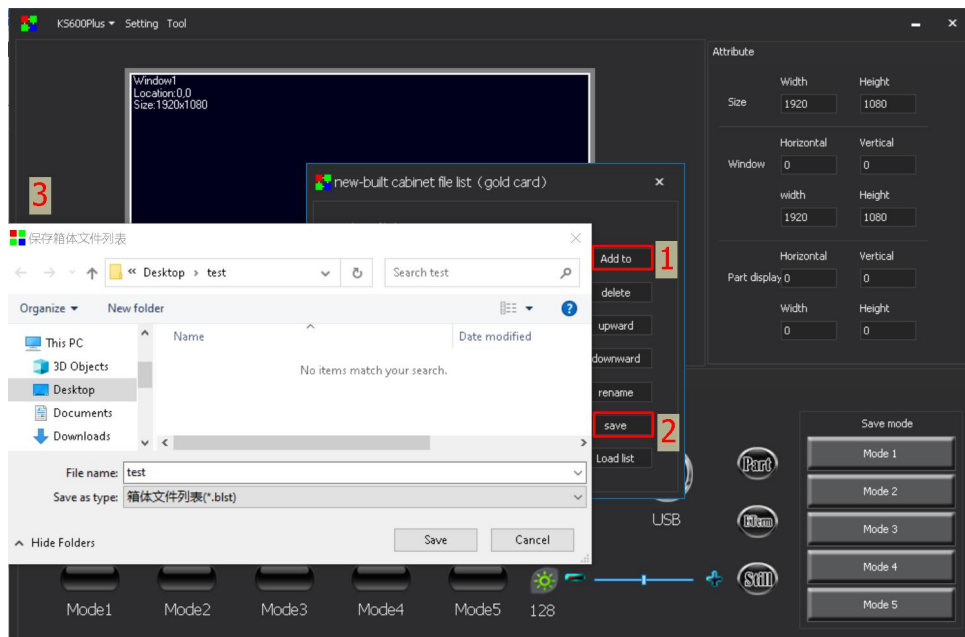 KS600Plus Setting Tool
Attribute
Window1
Location:0,0
Size:1920x1080
Width Height
Size 1920 1080
Horizontal Vertical
Window 0 0
width Height
1920 1080
Horizontal Vertical
Part display 0 0
Width Height
0 0
new-built cabinet file list (gold card)
Add to
1
delete
upward
downward
rename
save
2
Load list
3
保存箱体文件列表
« Desktop › test
Search test
Organize New folder
This PC
3D Objects
Desktop
Documents
Downloads
Name Date modified
No items match your search.
File name: test
Save as type: 箱体文件列表(*.blst)
Hide Folders Save Cancel
USB
Part
Still
Save mode
Mode 1
Mode 2
Mode 3
Mode 4
Mode 5
Mode1 Mode2 Mode3 Mode4 Mode5 128